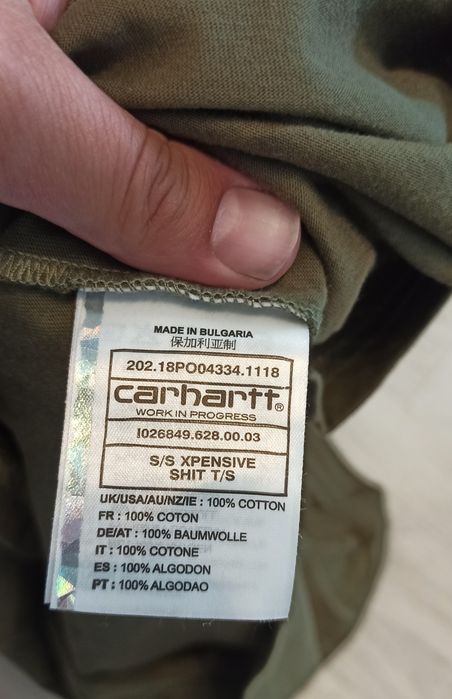 MADE IN BULGARIA
保加利亚制
202.18PO04334.1118
carhartt®
WORK IN PROGRESS
I026849.628.00.03
S/S XPENSIVE
SHIT T/S
UK/USA/AU/NZ/IE : 100% COTTON
FR : 100% COTON
DE/AT : 100% BAUMWOLLE
IT : 100% COTONE
ES : 100% ALGODON
PT : 100% ALGODAO